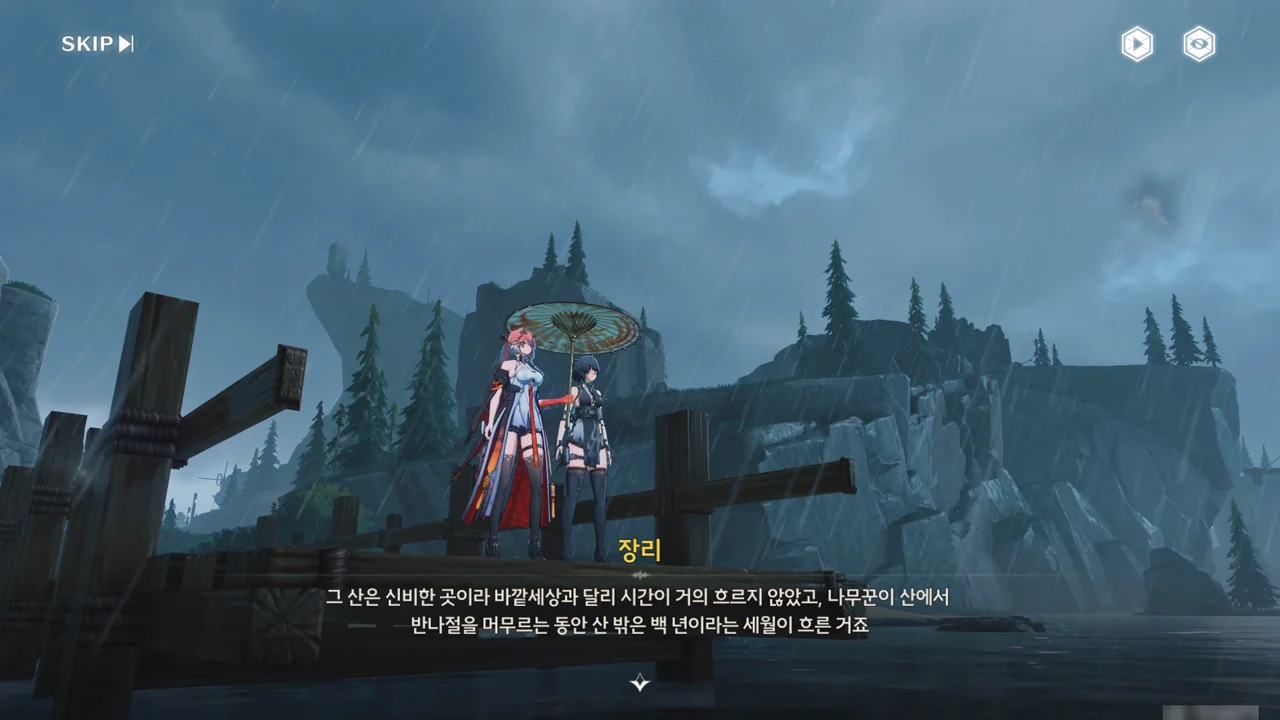 SKIP
장리
그 산은 신비한 곳이라 바깥세상과 달리 시간이 거의 흐르지 않았고, 나무꾼이 산에서
반나절을 머무르는 동안 산 밖은 백 년이라는 세월이 흐른 거죠